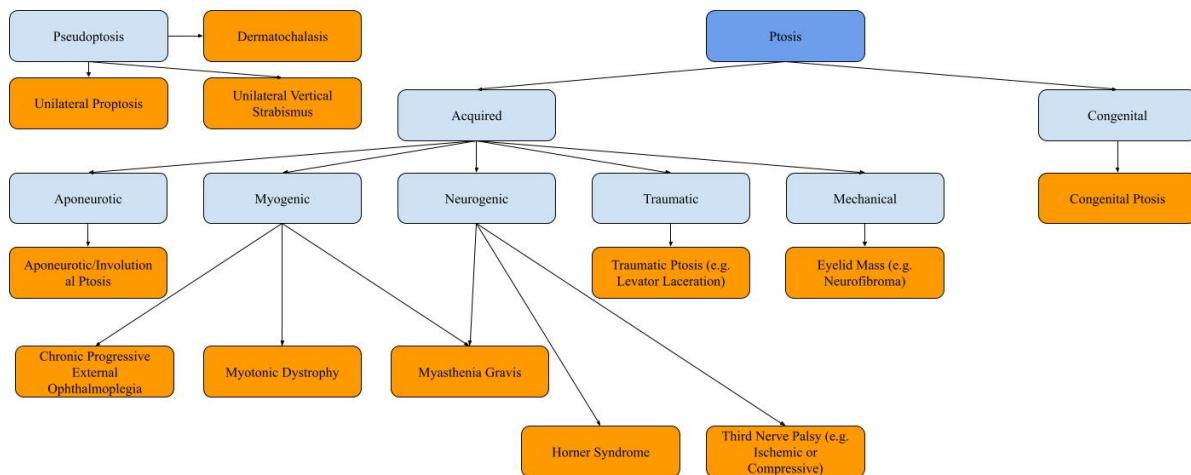 Pseudoptosis
Dermatochalasis
Ptosis
Unilateral Proptosis
Unilateral Vertical
Strabismus
Acquired
Congenital
Aponeurotic
Myogenic
Neurogenic
Traumatic
Mechanical
Congenital Ptosis
Aponeurotic/Involution
al Ptosis
Traumatic Ptosis (e.g.
Levator Laceration)
Eyelid Mass (e.g.
Neurofibroma)
Chronic Progressive
External
Ophthalmoplegia
Myotonic Dystrophy
Myasthenia Gravis
Horner Syndrome
Third Nerve Palsy (e.g.
Ischemic or
Compressive)